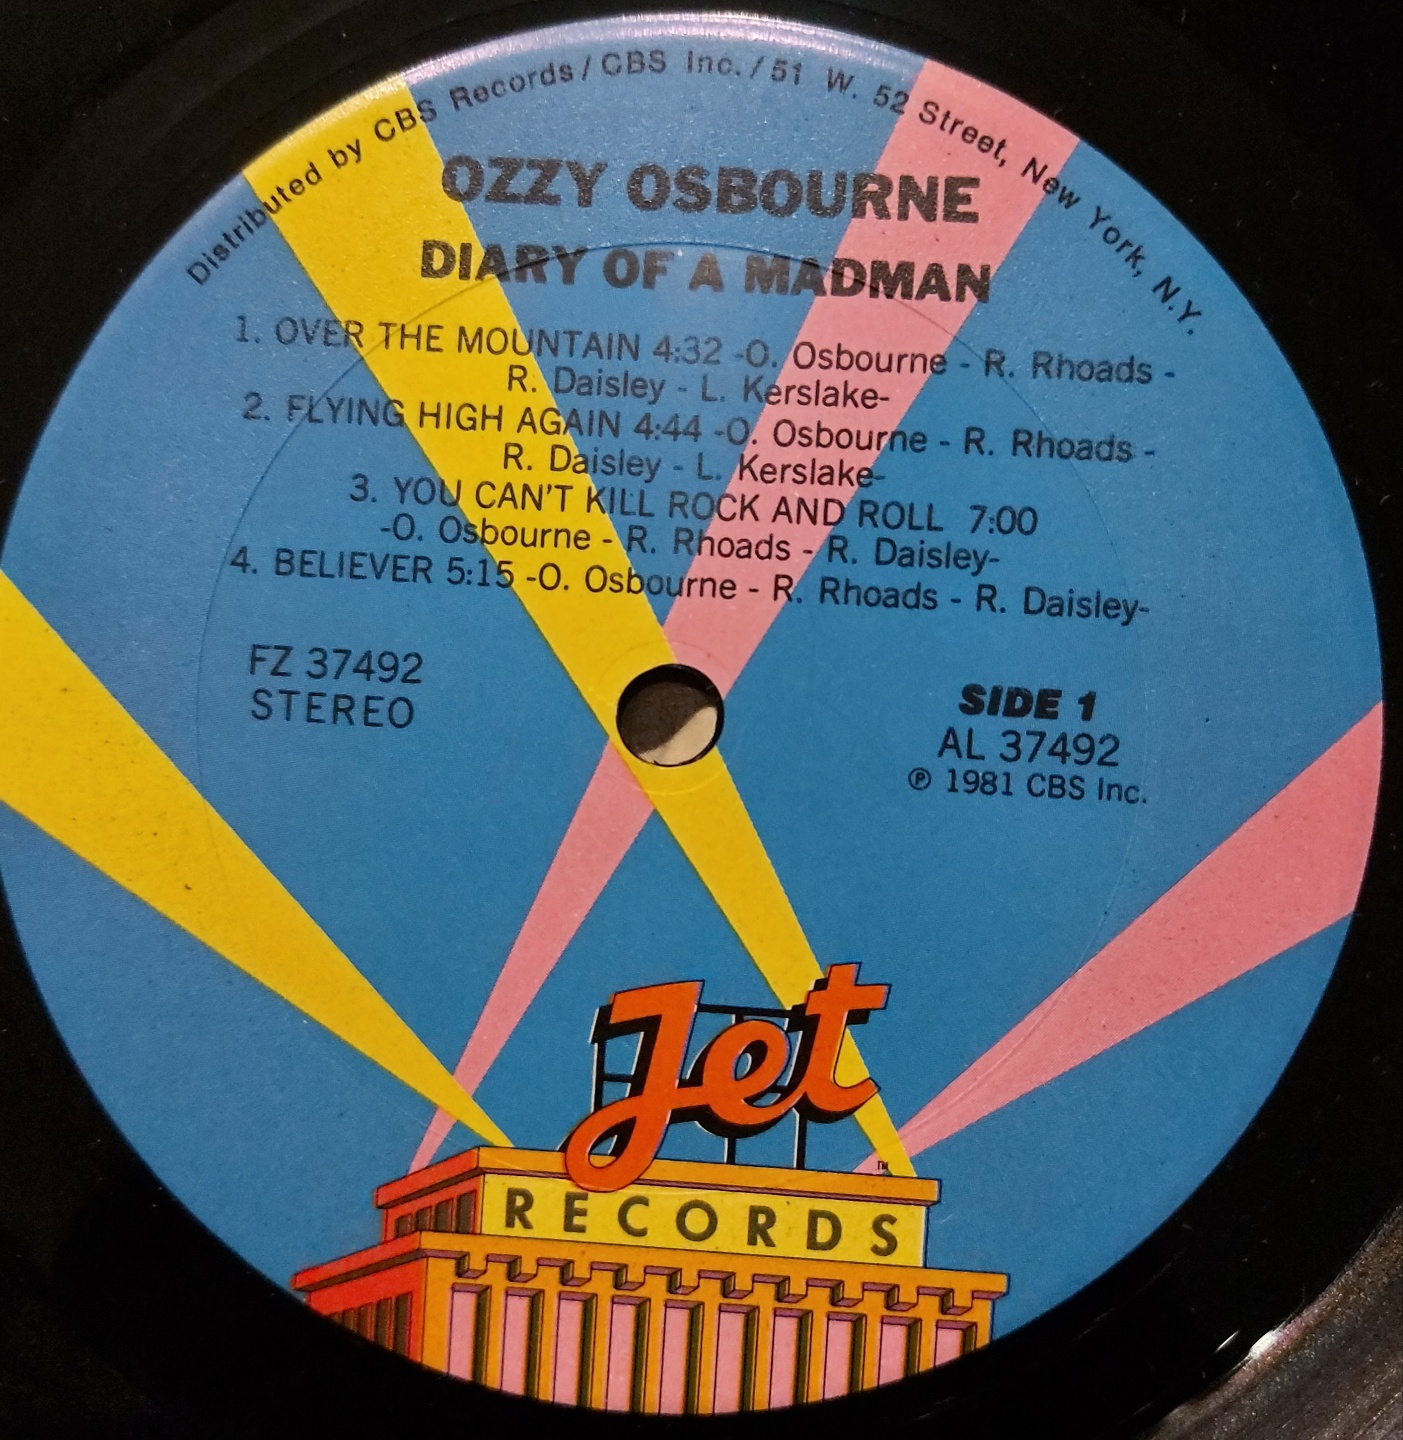 Distributed by CBS Records / CBS Inc. / 51 W. 52 Street, New York, N.Y.
OZZY OSBOURNE
DIARY OF A MADMAN
1. OVER THE MOUNTAIN 4:32 -O. Osbourne - R. Rhoads -
R. Daisley - L. Kerslake-
2. FLYING HIGH AGAIN 4:44 -O. Osbourne - R. Rhoads -
R. Daisley - L. Kerslake-
3. YOU CAN'T KILL ROCK AND ROLL 7:00
-O. Osbourne - R. Rhoads - R. Daisley-
4. BELIEVER 5:15 -O. Osbourne - R. Rhoads - R. Daisley-
FZ 37492
STEREO
SIDE 1
AL 37492
℗ 1981 CBS Inc.
Jet
TM
RECORDS